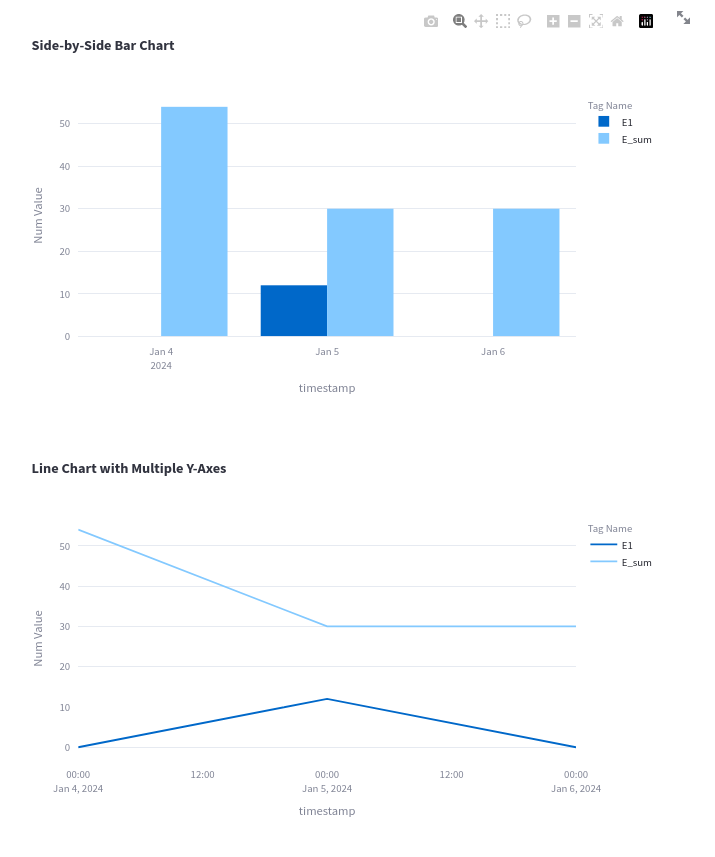 Side-by-Side Bar Chart
Tag Name
E1
E_sum
50
40
30
20
10
0
Num Value
Jan 4
2024
Jan 5
Jan 6
timestamp
Line Chart with Multiple Y-Axes
Tag Name
E1
E_sum
50
40
30
20
10
0
Num Value
00:00
Jan 4, 2024
12:00
00:00
Jan 5, 2024
12:00
00:00
Jan 6, 2024
timestamp